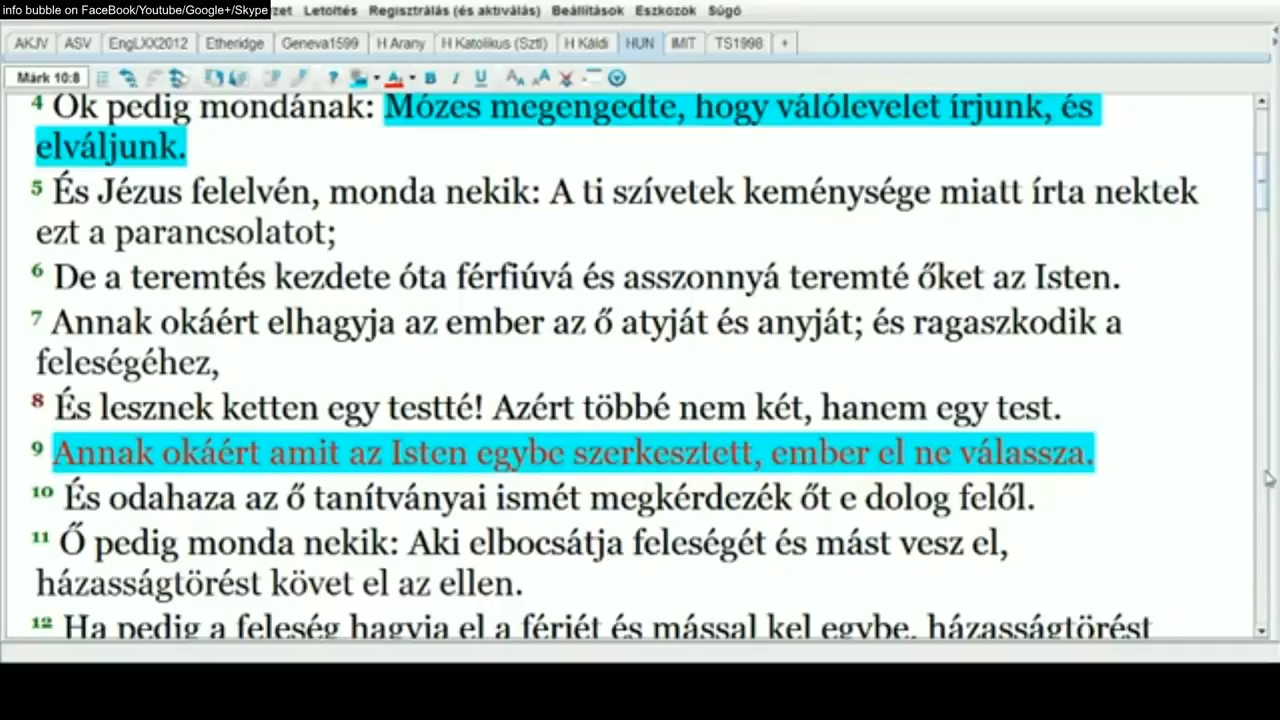 info bubble on FaceBook/Youtube/Google+/Skype
zet Letöltés Regisztrálás (és aktiválás) Beállítások Eszközök Súgó
AKJV ASV EngLXX2012 Etheridge Geneva1599 H Arany H Katolikus (SztI) H Káldi HUN IMIT TS1998 +
Márk 10:8 ? A B I U
4 Ok pedig mondának: Mózes megengedte, hogy válólevelet írjunk, és
elváljunk.
5 És Jézus felelvén, monda nekik: A ti szívetek keménysége miatt írta nektek
ezt a parancsolatot;
6 De a teremtés kezdete óta férfiúvá és asszonnyá teremté őket az Isten.
7 Annak okáért elhagyja az ember az ő atyját és anyját; és ragaszkodik a
feleségéhez,
8 És lesznek ketten egy testté! Azért többé nem két, hanem egy test.
9 Annak okáért amit az Isten egybe szerkesztett, ember el ne válassza.
10 És odahaza az ő tanítványai ismét megkérdezék őt e dolog felől.
11 Ő pedig monda nekik: Aki elbocsátja feleségét és mást vesz el,
házasságtörést követ el az ellen.
12 Ha pedig a feleség hagyja el a férjét és mással kel egybe, házasságtörést